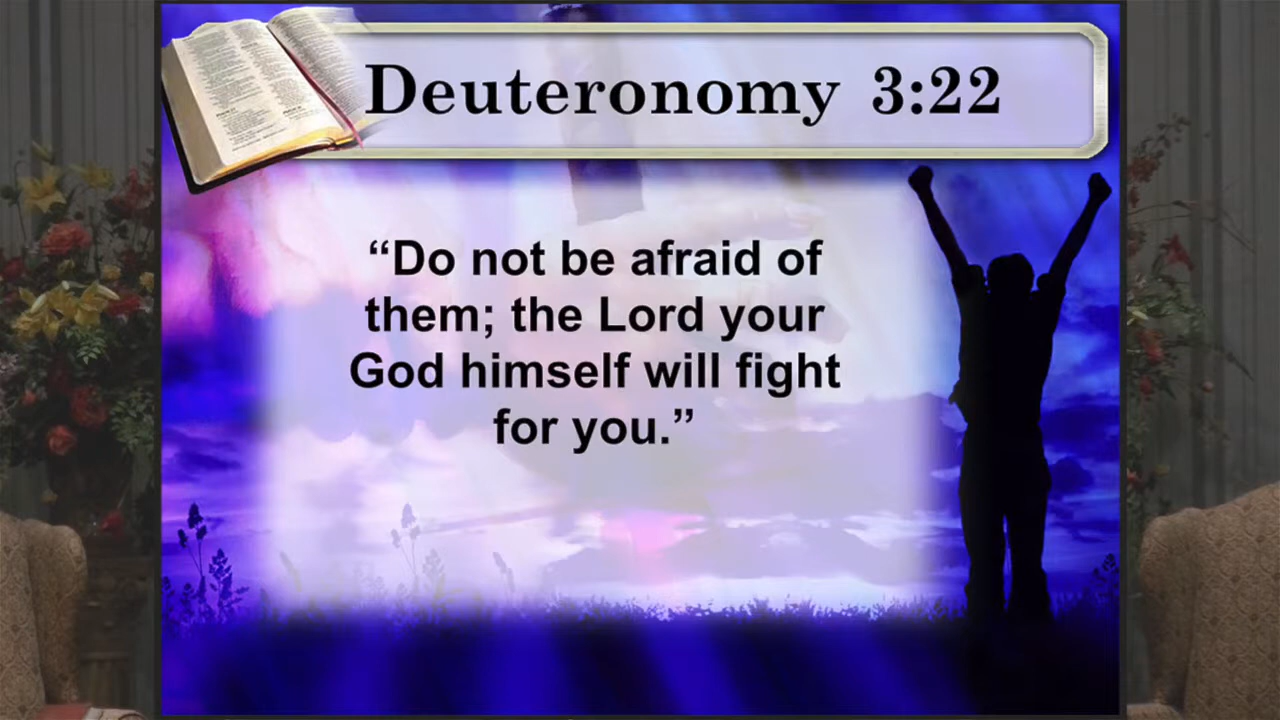 Deuteronomy 3:22
“Do not be afraid of
them; the Lord your
God himself will fight
for you.”